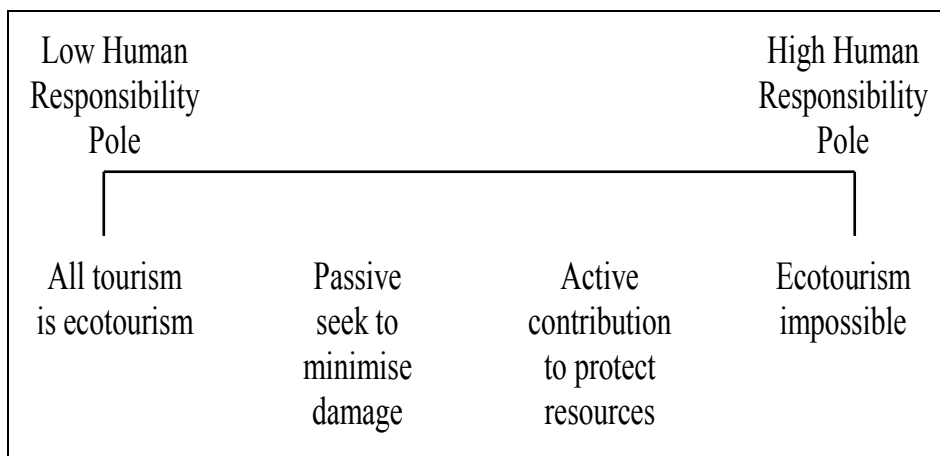 Low Human
Responsibility
Pole
High Human
Responsibility
Pole
All tourism
is ecotourism
Passive
seek to
minimise
damage
Active
contribution
to protect
resources
Ecotourism
impossible